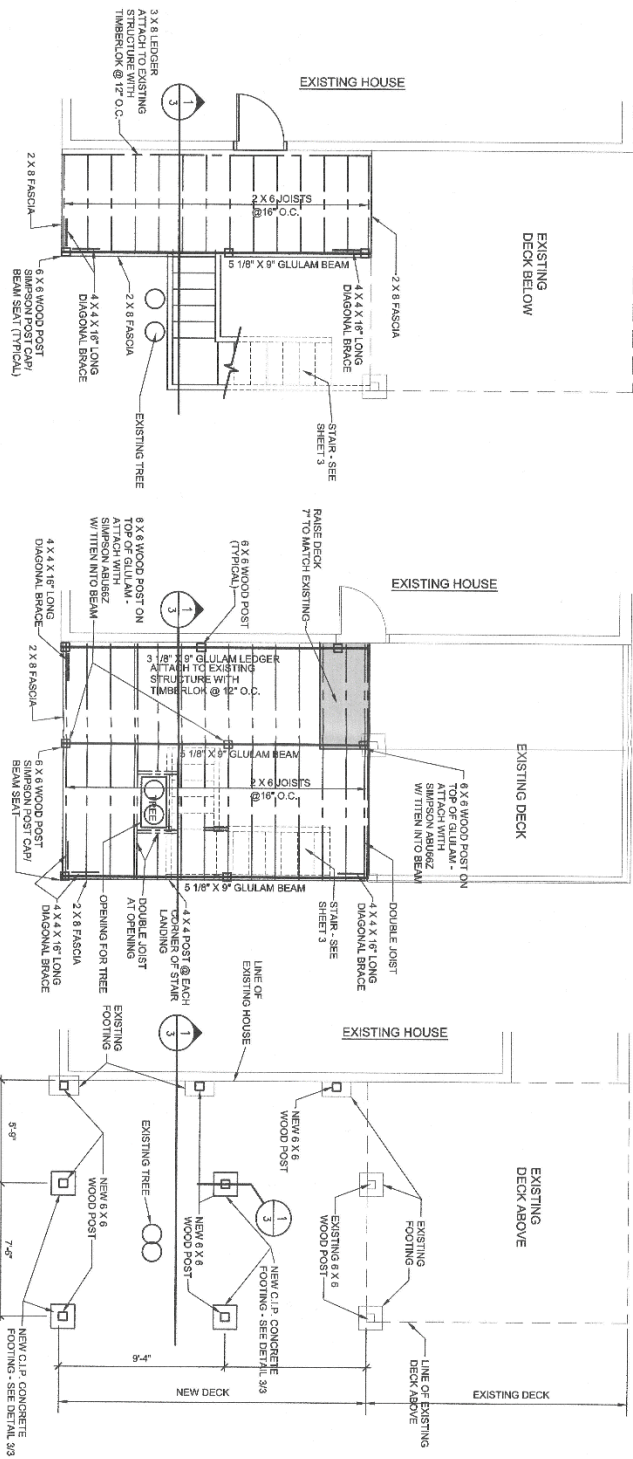 EXISTING HOUSE
3 X 8 LEDGER
ATTACH TO EXISTING
STRUCTURE WITH
TIMBERLOK @ 12" O.C.
1
3
2 X 6 JOISTS
@16" O.C.
5 1/8" X 9" GLULAM BEAM
2 X 8 FASCIA
6 X 6 WOOD POST
SIMPSON POST CAP/
BEAM SEAT (TYPICAL)
4 X 4 X 16" LONG
DIAGONAL BRACE
2 X 8 FASCIA
EXISTING TREE
STAIR - SEE
SHEET 3
4 X 4 X 16" LONG
DIAGONAL BRACE
2 X 8 FASCIA
EXISTING
DECK BELOW
EXISTING HOUSE
RAISE DECK
7" TO MATCH EXISTING
6 X 6 WOOD POST
(TYPICAL)
6 X 6 WOOD POST ON
TOP OF GLULAM -
ATTACH WITH
SIMPSON ABU66Z
W/ TITEN INTO BEAM
1
3
4 X 4 X 16" LONG
DIAGONAL BRACE
2 X 8 FASCIA
3 1/8" X 9" GLULAM LEDGER
ATTACH TO EXISTING
STRUCTURE WITH
TIMBERLOK @ 12" O.C.
5 1/8" X 9" GLULAM BEAM
2 X 6 JOISTS
@16" O.C.
TREE
5 1/8" X 9" GLULAM BEAM
6 X 6 WOOD POST
SIMPSON POST CAP/
BEAM SEAT
4 X 4 X 16" LONG
DIAGONAL BRACE
2 X 8 FASCIA
OPENING FOR TREE
DOUBLE JOIST
AT OPENING
4 X 4 POST @ EACH
CORNER OF STAIR
LANDING
STAIR - SEE
SHEET 3
4 X 4 X 16" LONG
DIAGONAL BRACE
DOUBLE JOIST
6 X 6 WOOD POST ON
TOP OF GLULAM -
ATTACH WITH
SIMPSON ABU66Z
W/ TITEN INTO BEAM
EXISTING DECK
EXISTING HOUSE
LINE OF
EXISTING HOUSE
EXISTING
FOOTING
1
3
NEW 6 X 6
WOOD POST
NEW 6 X 6
WOOD POST
EXISTING TREE
NEW 6 X 6
WOOD POST
1
3
EXISTING 6 X 6
WOOD POST
EXISTING
FOOTING
EXISTING
DECK ABOVE
NEW C.I.P. CONCRETE
FOOTING - SEE DETAIL 3/3
NEW C.I.P. CONCRETE
FOOTING - SEE DETAIL 3/3
LINE OF EXISTING
DECK ABOVE
5'-9"
7'-6"
9'-4"
NEW DECK
EXISTING DECK